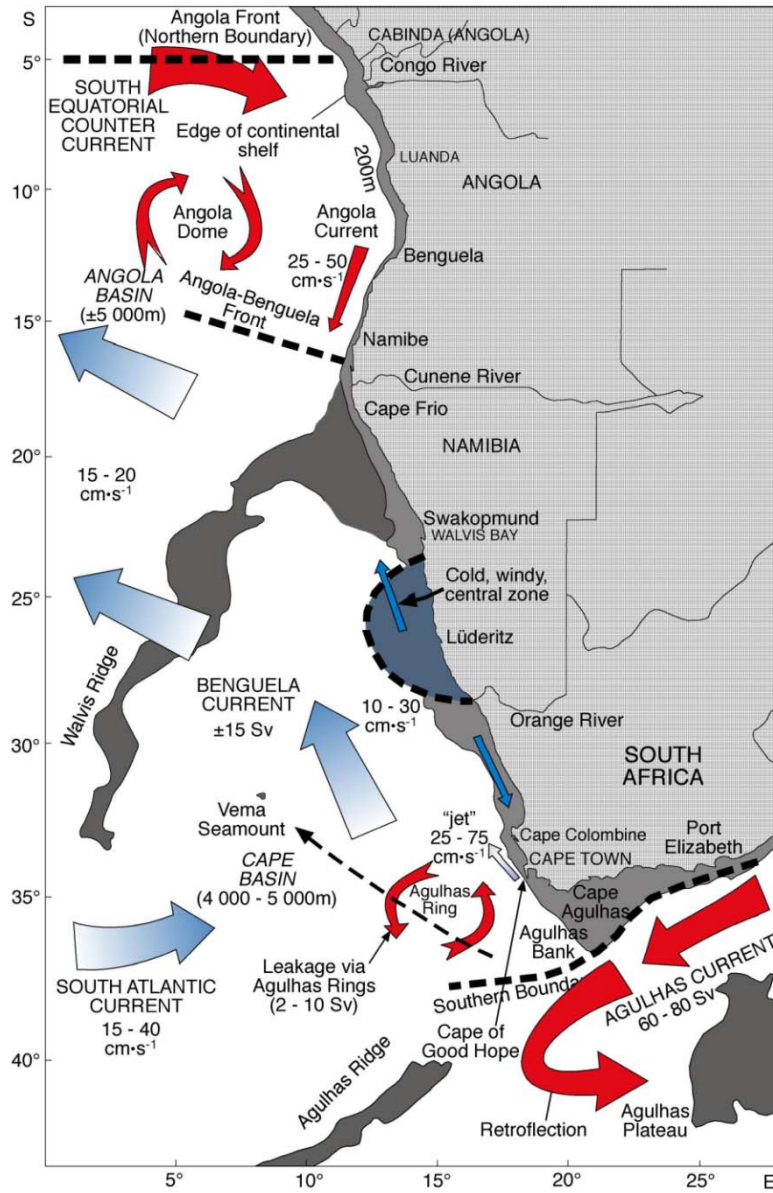 S
Angola Front
(Northern Boundary)
CABINDA (ANGOLA)
5°
Congo River
SOUTH
EQUATORIAL
COUNTER
CURRENT
Edge of continental
shelf
200m
LUANDA
10°
ANGOLA
Angola
Dome
Angola
Current
25 - 50
cm•s⁻¹
Benguela
ANGOLA
BASIN
(±5 000m)
Angola-Benguela
Front
15°
Namibe
Cunene River
Cape Frio
20°
15 - 20
cm•s⁻¹
NAMIBIA
Swakopmund
WALVIS BAY
Cold, windy,
central zone
25°
Lüderitz
Walvis Ridge
BENGUELA
CURRENT
±15 Sv
10 - 30
cm•s⁻¹
Orange River
30°
SOUTH
AFRICA
Vema
Seamount
"jet"
25 - 75
cm•s⁻¹
Cape Colombine
CAPE TOWN
Port
Elizabeth
CAPE
BASIN
(4 000 - 5 000m)
35°
Agulhas
Ring
Cape
Agulhas
Agulhas
Bank
Leakage via
Agulhas Rings
(2 - 10 Sv)
SOUTH ATLANTIC
CURRENT
15 - 40
cm•s⁻¹
Southern Boundar
AGULHAS CURRENT
60 - 80 Sv
Cape of
Good Hope
40°
Agulhas Ridge
Retroflection
Agulhas
Plateau
5° 10° 15° 20° 25° E